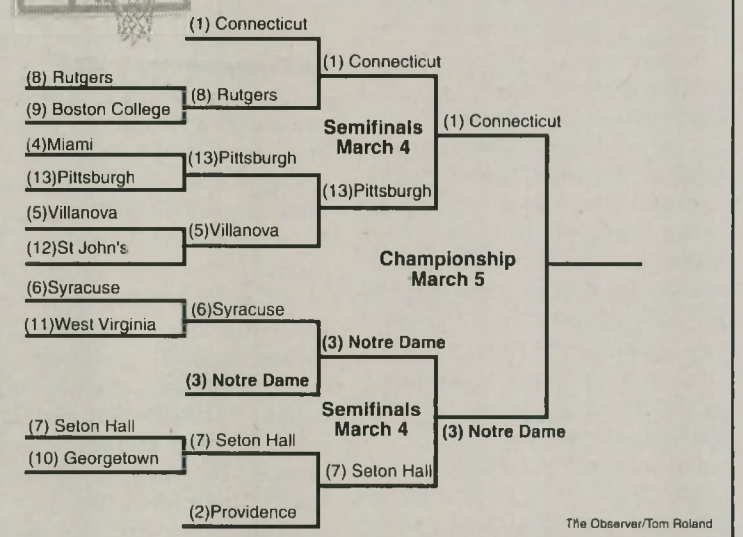 (1) Connecticut
(1) Connecticut
(8) Rutgers
(8) Rutgers
(9) Boston College
(1) Connecticut
Semifinals
March 4
(4)Miami
(13)Pittsburgh
(13)Pittsburgh
(13)Pittsburgh
(5)Villanova
(5)Villanova
(12)St John's
Championship
March 5
(6)Syracuse
(6)Syracuse
(11)West Virginia
(3) Notre Dame
(3) Notre Dame
Semifinals
March 4
(7) Seton Hall
(7) Seton Hall
(10) Georgetown
(3) Notre Dame
(7) Seton Hall
(2)Providence
The Observer/Tom Roland